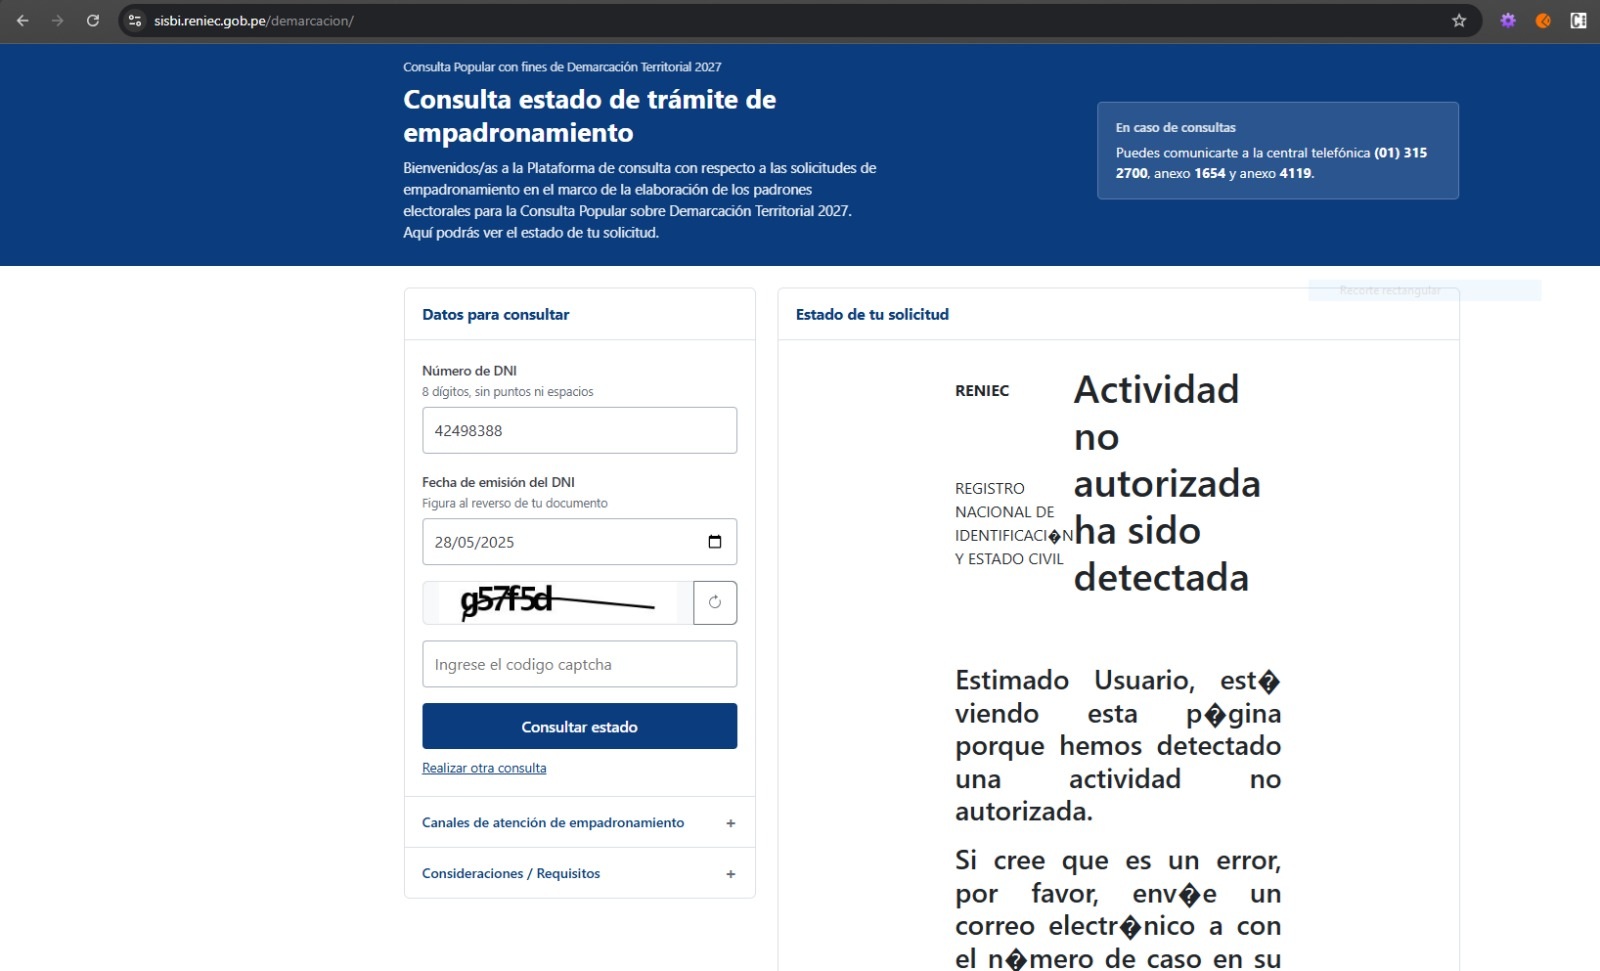 sisbi.reniec.gob.pe/demarcacion/
Consulta Popular con fines de Demarcación Territorial 2027
Consulta estado de trámite de
empadronamiento
Bienvenidos/as a la Plataforma de consulta con respecto a las solicitudes de
empadronamiento en el marco de la elaboración de los padrones
electorales para la Consulta Popular sobre Demarcación Territorial 2027.
Aquí podrás ver el estado de tu solicitud.
En caso de consultas
Puedes comunicarte a la central telefónica (01) 315
2700, anexo 1654 y anexo 4119.
Recorte rectangular
Datos para consultar
Número de DNI
8 dígitos, sin puntos ni espacios
42498388
Fecha de emisión del DNI
Figura al reverso de tu documento
28/05/2025
g57f5d
Ingrese el codigo captcha
Consultar estado
Realizar otra consulta
Canales de atención de empadronamiento +
Consideraciones / Requisitos +
Estado de tu solicitud
RENIEC
REGISTRO
NACIONAL DE
IDENTIFICACI�N
Y ESTADO CIVIL
Actividad
no
autorizada
ha sido
detectada
Estimado Usuario, est�
viendo esta p�gina
porque hemos detectado
una actividad no
autorizada.
Si cree que es un error,
por favor, env�e un
correo electr�nico a con
el n�mero de caso en su